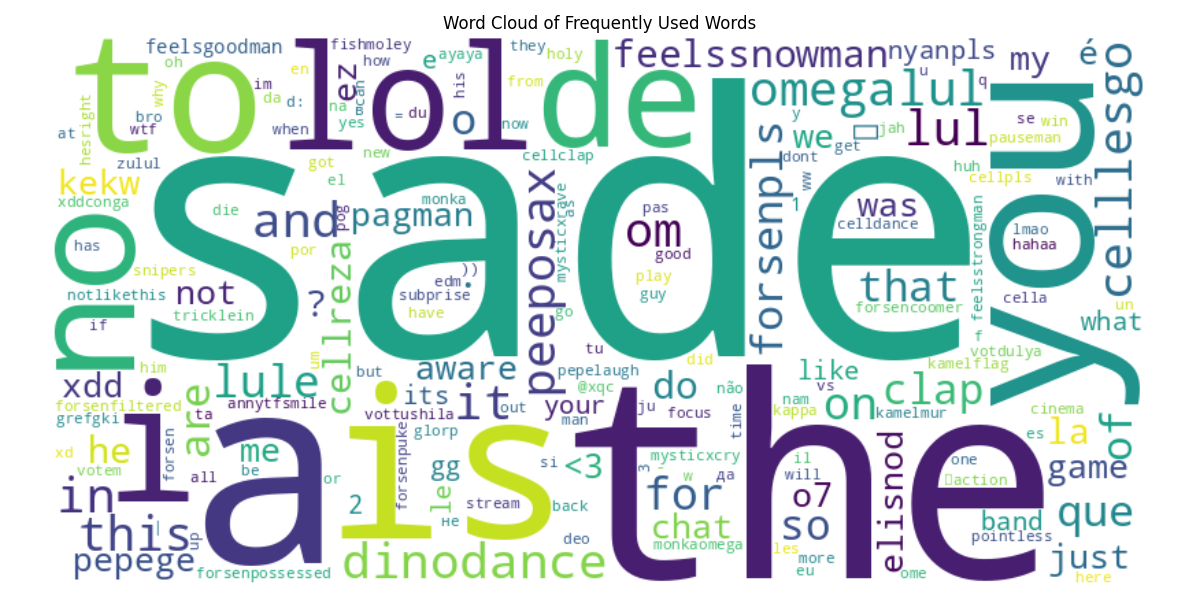 Word Cloud of Frequently Used Words
feelsgoodman
oh
fishmoley
how
e
ayaya
they
holy
feelssnowman
nyanpls
my
é
to
lol
lez
de
omegalul
you
cellesgo
hesright
why
im
en
da
d:
can
his
from
u
q
bro
wtf
at
when
na
yes
=
du
o
now
y
we
get
jah
lul
se
win
pauseman
zulul
new
cellclap
dont
huh
cellpls
with
kekw
xddconga
got
el
sade
no
has
die
and
pog
pagman
monka
peeposax
mysticxcave
as
pas
om
good
forsenpls
ww
1
was
celldance
feelsstrongman
lmao
hahaa
por
snipers
notlikethis
not
tricklein
?
cellreza
edm
))
subprise
have
play
guy
go
that
forsencoomer
cella
un
what
if
f
votdulya
kamelflag
him
um
but
aware
tu
pepelaugh
did
xdd
i
lule
are
is
its
it
out
your
@xqc
do
não
like
vs
clap
of
forsenfiltered
grefgki
ta
annytfsmile
vottushila
man
ju
focus
time
nam
kappa
on
kamelmur
cinema
es
la
xd
he
votem
forsen
a
me
be
all
or
forsenpuke
glorp
gg
si
<3
the
3
mysticxcry
w
да
il
will
elisnod
one
action
game
in
this
up
pepege
forsenpossessed
2
le
не
stream
back
deo
dinodance
for
chat
monkaomega
o7
so
les
more
eu
ome
band
pointless
que
just
here